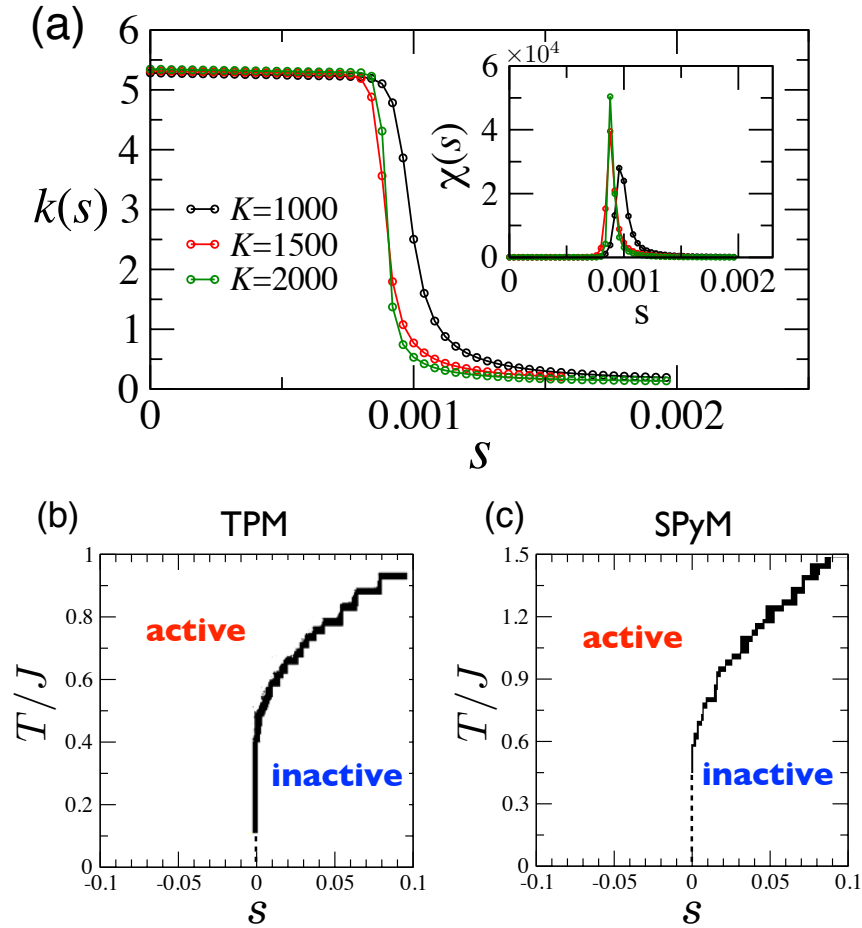 (a)
6
5
4
3
2
1
0
k(s)
K=1000
K=1500
K=2000
0
0.001
0.002
s
×10⁴
6
4
2
0
χ(s)
0
0.001
0.002
s
(b)
TPM
1
0.8
0.6
0.4
0.2
0
T/J
active
inactive
-0.1
-0.05
0
0.05
0.1
s
(c)
SPyM
1.5
1.2
0.9
0.6
0.3
0
T/J
active
inactive
-0.1
-0.05
0
0.05
0.1
s